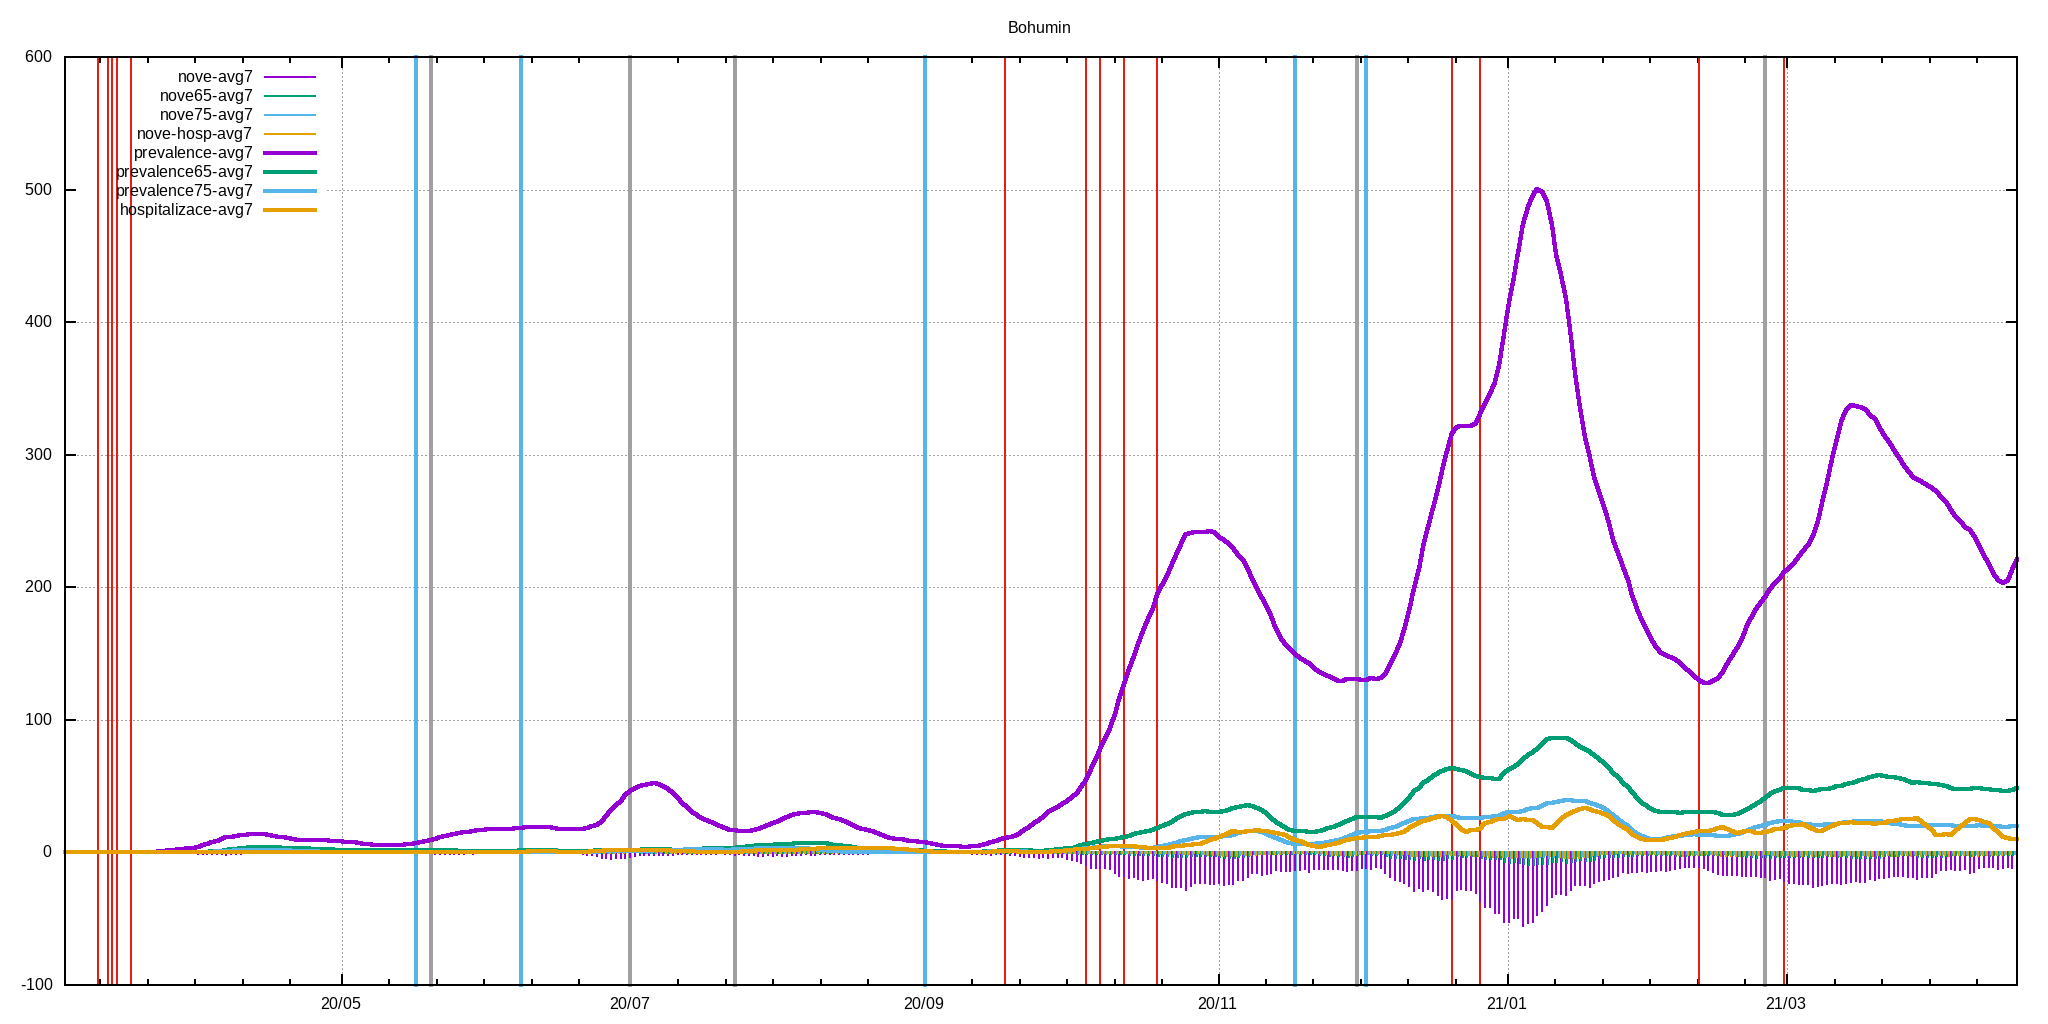 Bohumin
600
500
400
300
200
100
0
-100
nove-avg7
nove65-avg7
nove75-avg7
nove-hosp-avg7
prevalence-avg7
prevalence65-avg7
prevalence75-avg7
hospitalizace-avg7
20/05 20/07 20/09 20/11 21/01 21/03